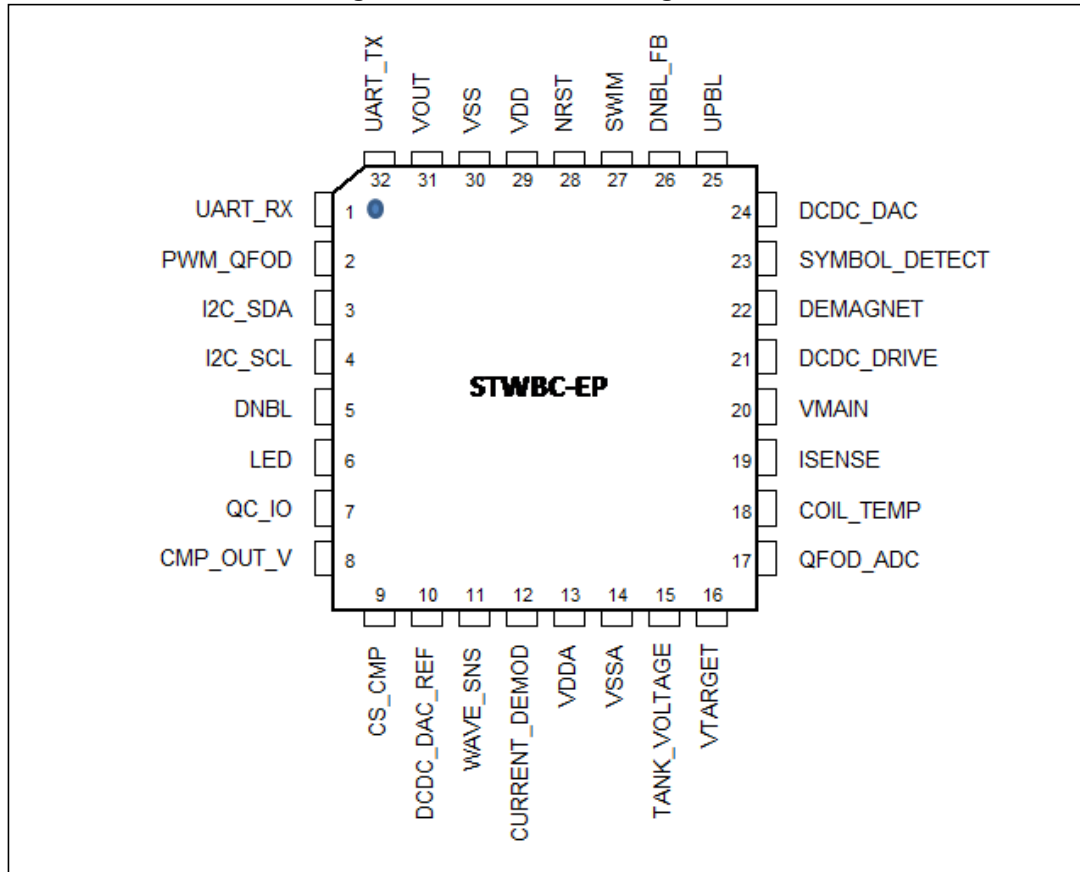 UART_TX
VOUT
VSS
VDD
NRST
SWIM
DNBL_FB
UPBL
32 31 30 29 28 27 26 25
UART_RX 1 24 DCDC_DAC
PWM_QFOD 2 23 SYMBOL_DETECT
I2C_SDA 3 22 DEMAGNET
I2C_SCL 4 21 DCDC_DRIVE
STWBC-EP
DNBL 5 20 VMAIN
LED 6 19 ISENSE
QC_IO 7 18 COIL_TEMP
CMP_OUT_V 8 17 QFOD_ADC
9 10 11 12 13 14 15 16
CS_CMP
DCDC_DAC_REF
WAVE_SNS
CURRENT_DEMOD
VDDA
VSSA
TANK_VOLTAGE
VTARGET